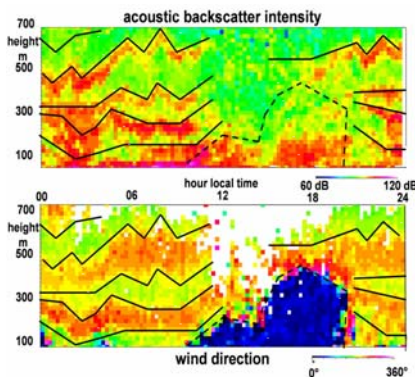 acoustic backscatter intensity
700
height
m
500
300
100
hour local time
60 dB 120 dB
00 06 12 18 24
700
height
m
500
300
100
wind direction
0° 360°